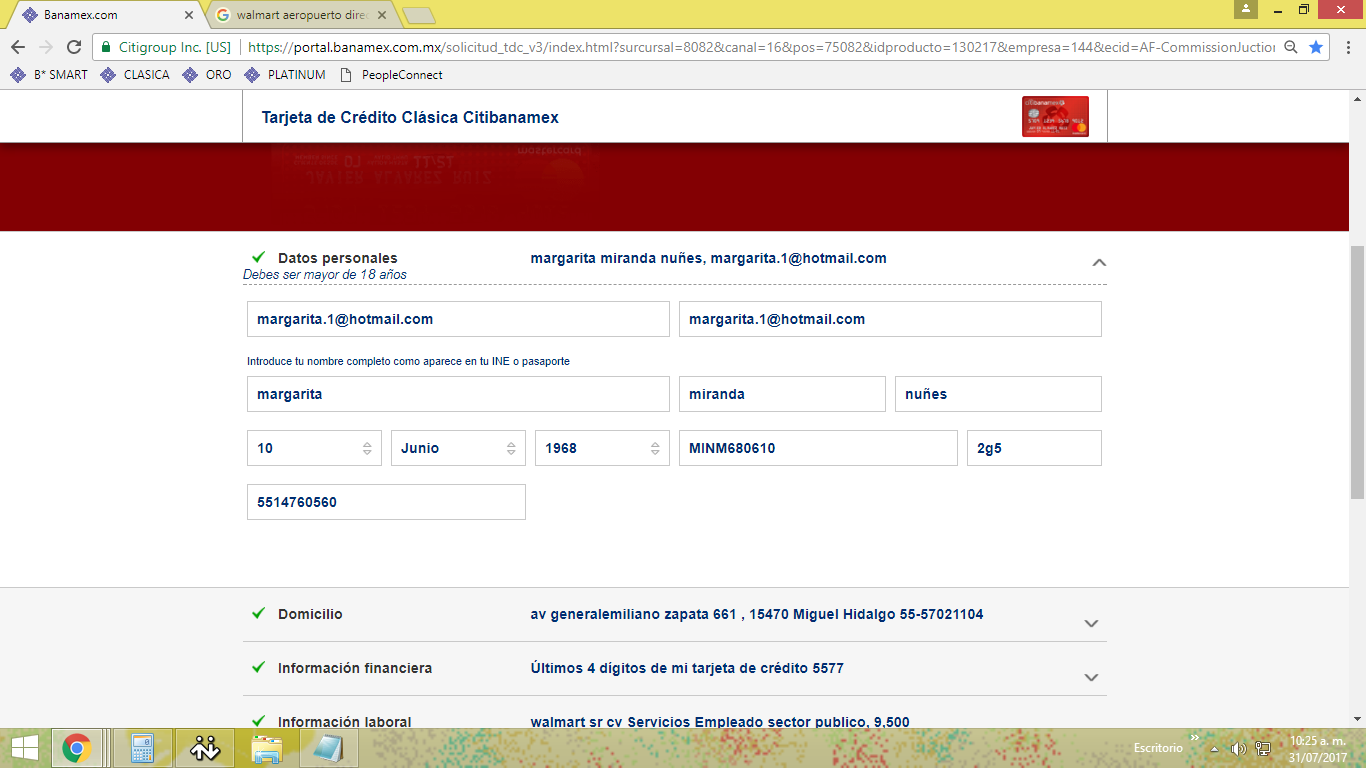 Banamex.com
walmart aeropuerto dire
Citigroup Inc. [US] https://portal.banamex.com.mx/solicitud_tdc_v3/index.html?surcursal=8082&canal=16&pos=75082&idproducto=130217&empresa=144&ecid=AF-CommissionJuctior
B* SMART CLASICA ORO PLATINUM PeopleConnect
Tarjeta de Crédito Clásica Citibanamex
citibanamex
mastercard
JAVIER ALVAREZ RUIZ
Datos personales margarita miranda nuñes, margarita.1@hotmail.com
Debes ser mayor de 18 años
margarita.1@hotmail.com margarita.1@hotmail.com
Introduce tu nombre completo como aparece en tu INE o pasaporte
margarita miranda nuñes
10 Junio 1968 MINM680610 2g5
5514760560
Domicilio av generalemiliano zapata 661 , 15470 Miguel Hidalgo 55-57021104
Información financiera Últimos 4 dígitos de mi tarjeta de crédito 5577
Información laboral walmart sr cv Servicios Empleado sector publico, 9,500
Escritorio
10:25 a. m.
31/07/2017